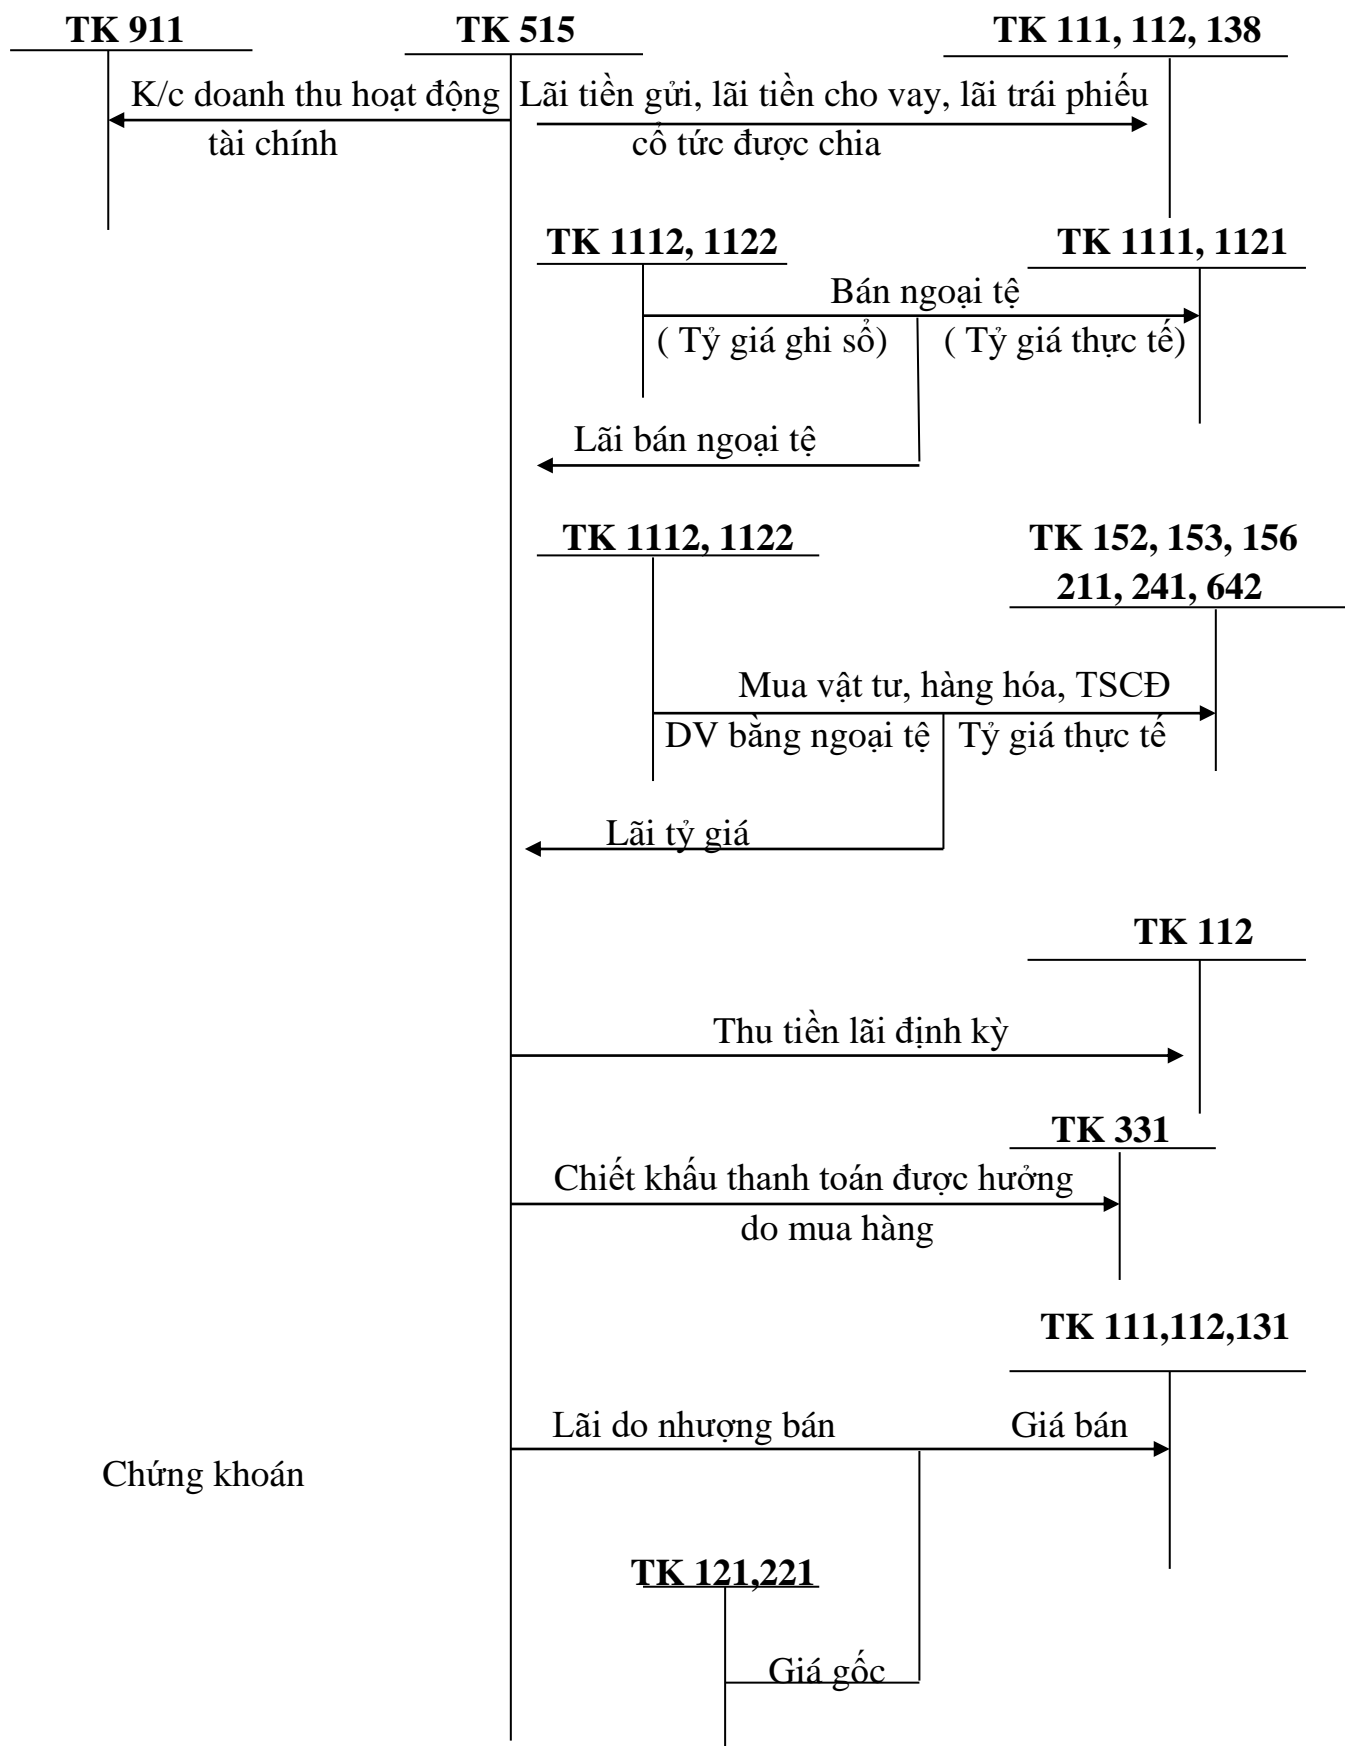 TK 911 TK 515 TK 111, 112, 138
K/c doanh thu hoạt động Lãi tiền gửi, lãi tiền cho vay, lãi trái phiếu
tài chính cổ tức được chia
TK 1112, 1122 TK 1111, 1121
Bán ngoại tệ
( Tỷ giá ghi sổ) ( Tỷ giá thực tế)
Lãi bán ngoại tệ
TK 1112, 1122 TK 152, 153, 156
211, 241, 642
Mua vật tư, hàng hóa, TSCĐ
DV bằng ngoại tệ Tỷ giá thực tế
Lãi tỷ giá
TK 112
Thu tiền lãi định kỳ
TK 331
Chiết khấu thanh toán được hưởng
do mua hàng
TK 111,112,131
Lãi do nhượng bán Giá bán
Chứng khoán
TK 121,221
Giá gốc